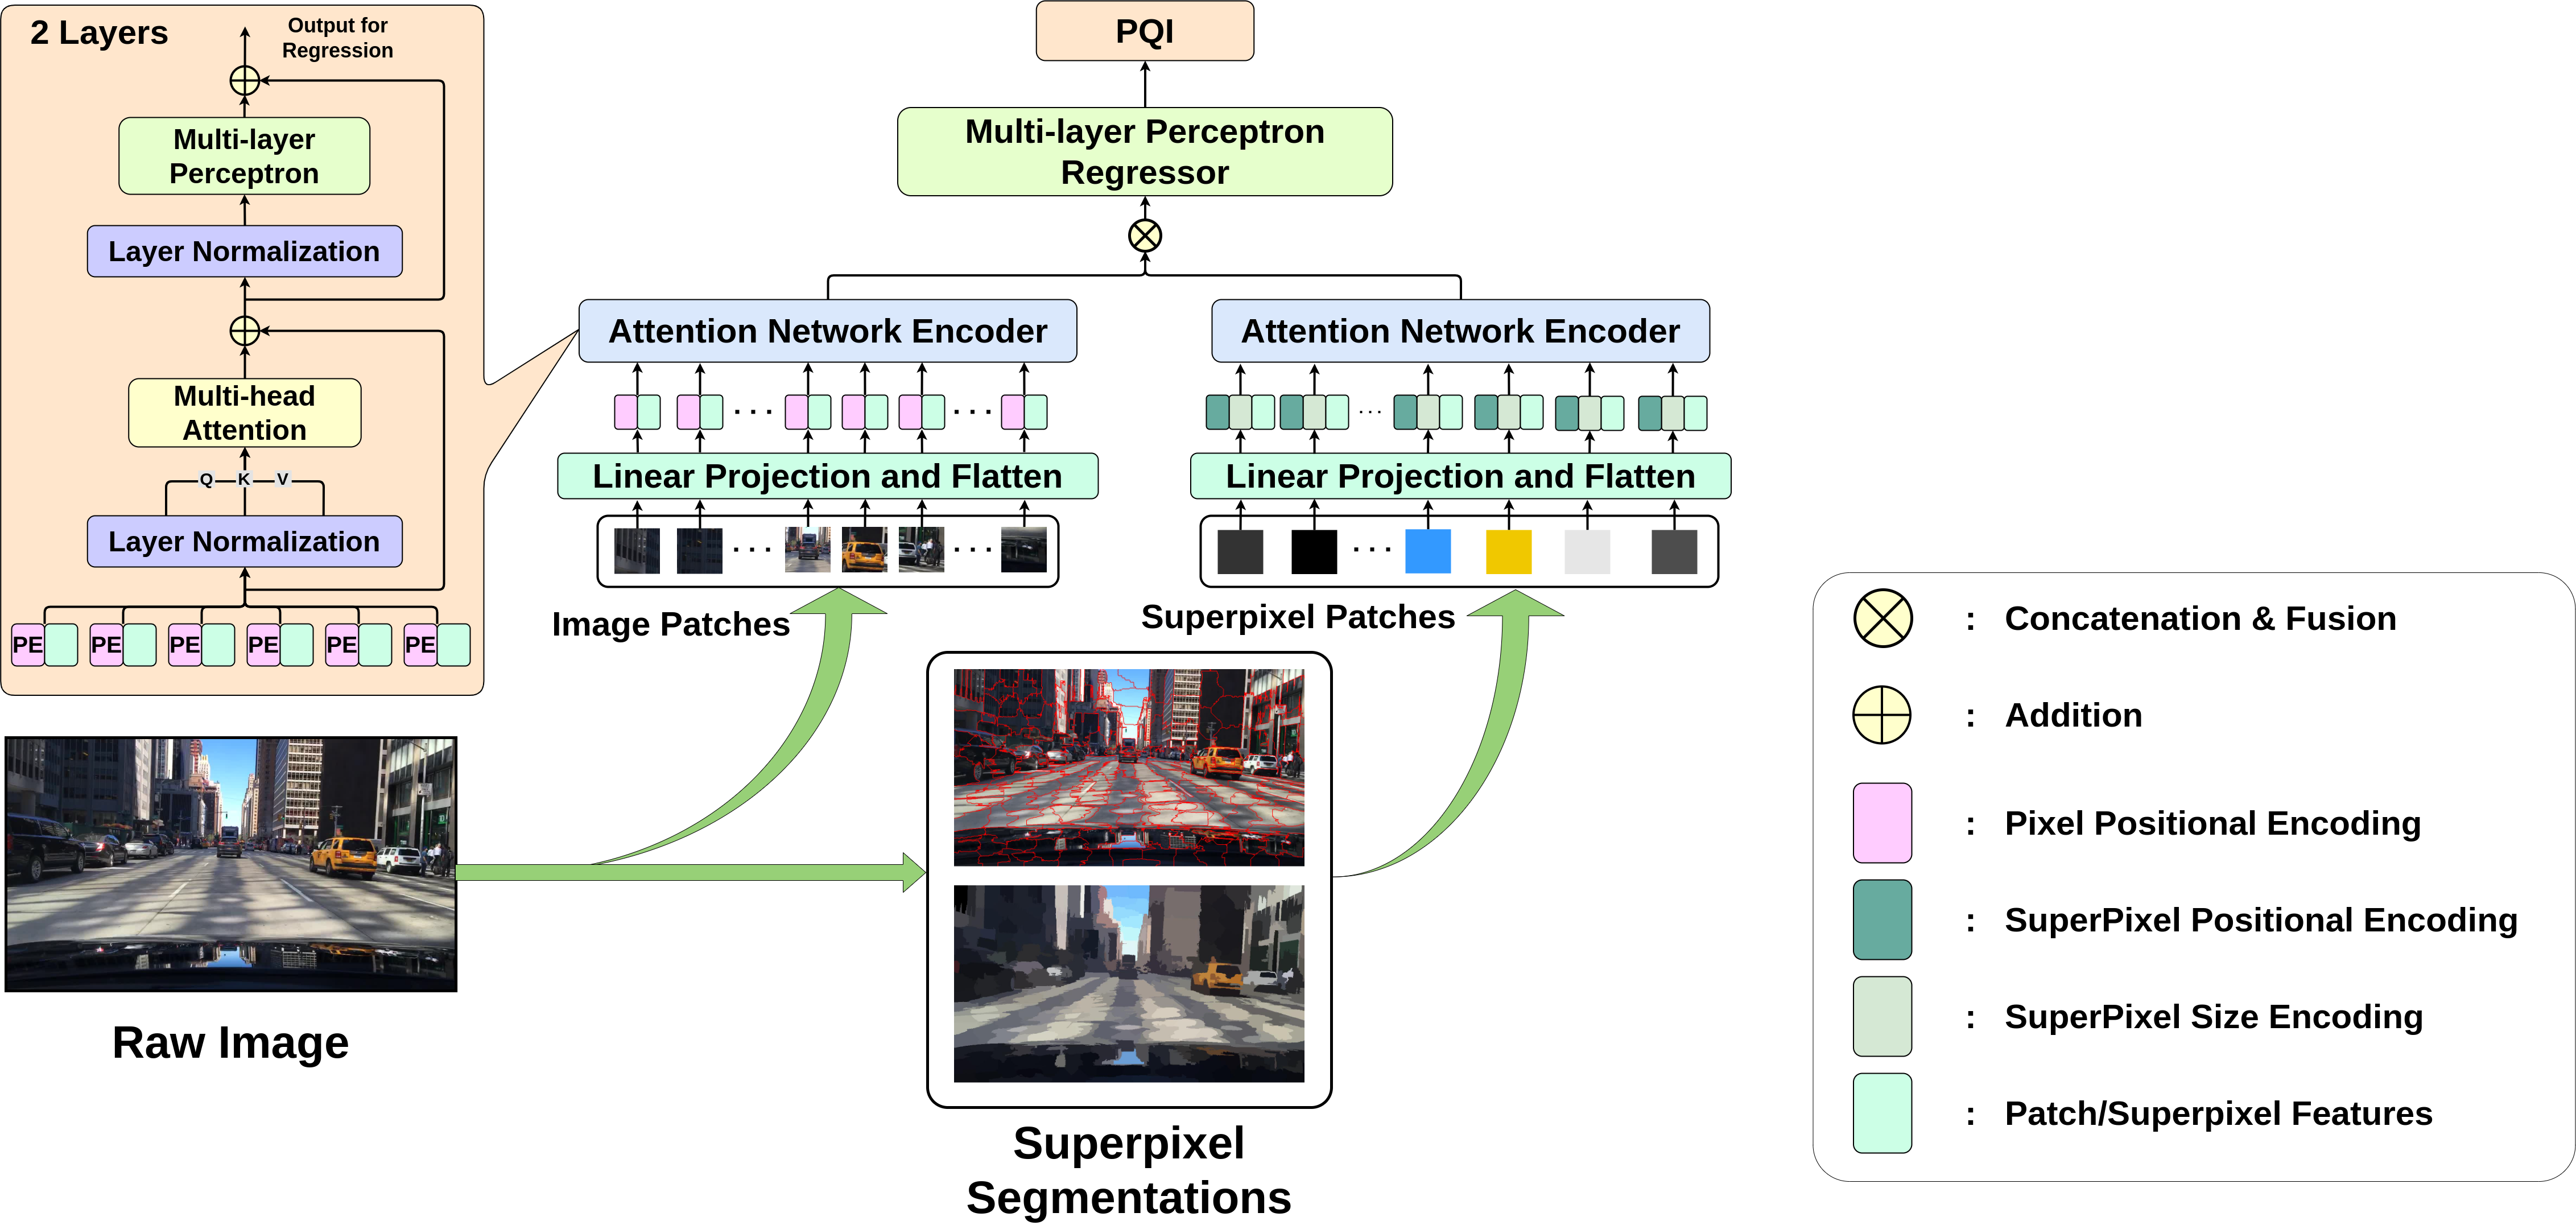 2 Layers
Output for
Regression
Multi-layer
Perceptron
Layer Normalization
Multi-head
Attention
Q K V
Layer Normalization
PE PE PE PE PE PE
PQI
Multi-layer Perceptron
Regressor
Attention Network Encoder
Attention Network Encoder
Linear Projection and Flatten
Linear Projection and Flatten
Image Patches
Superpixel Patches
Raw Image
Superpixel
Segmentations
: Concatenation & Fusion
: Addition
: Pixel Positional Encoding
: SuperPixel Positional Encoding
: SuperPixel Size Encoding
: Patch/Superpixel Features